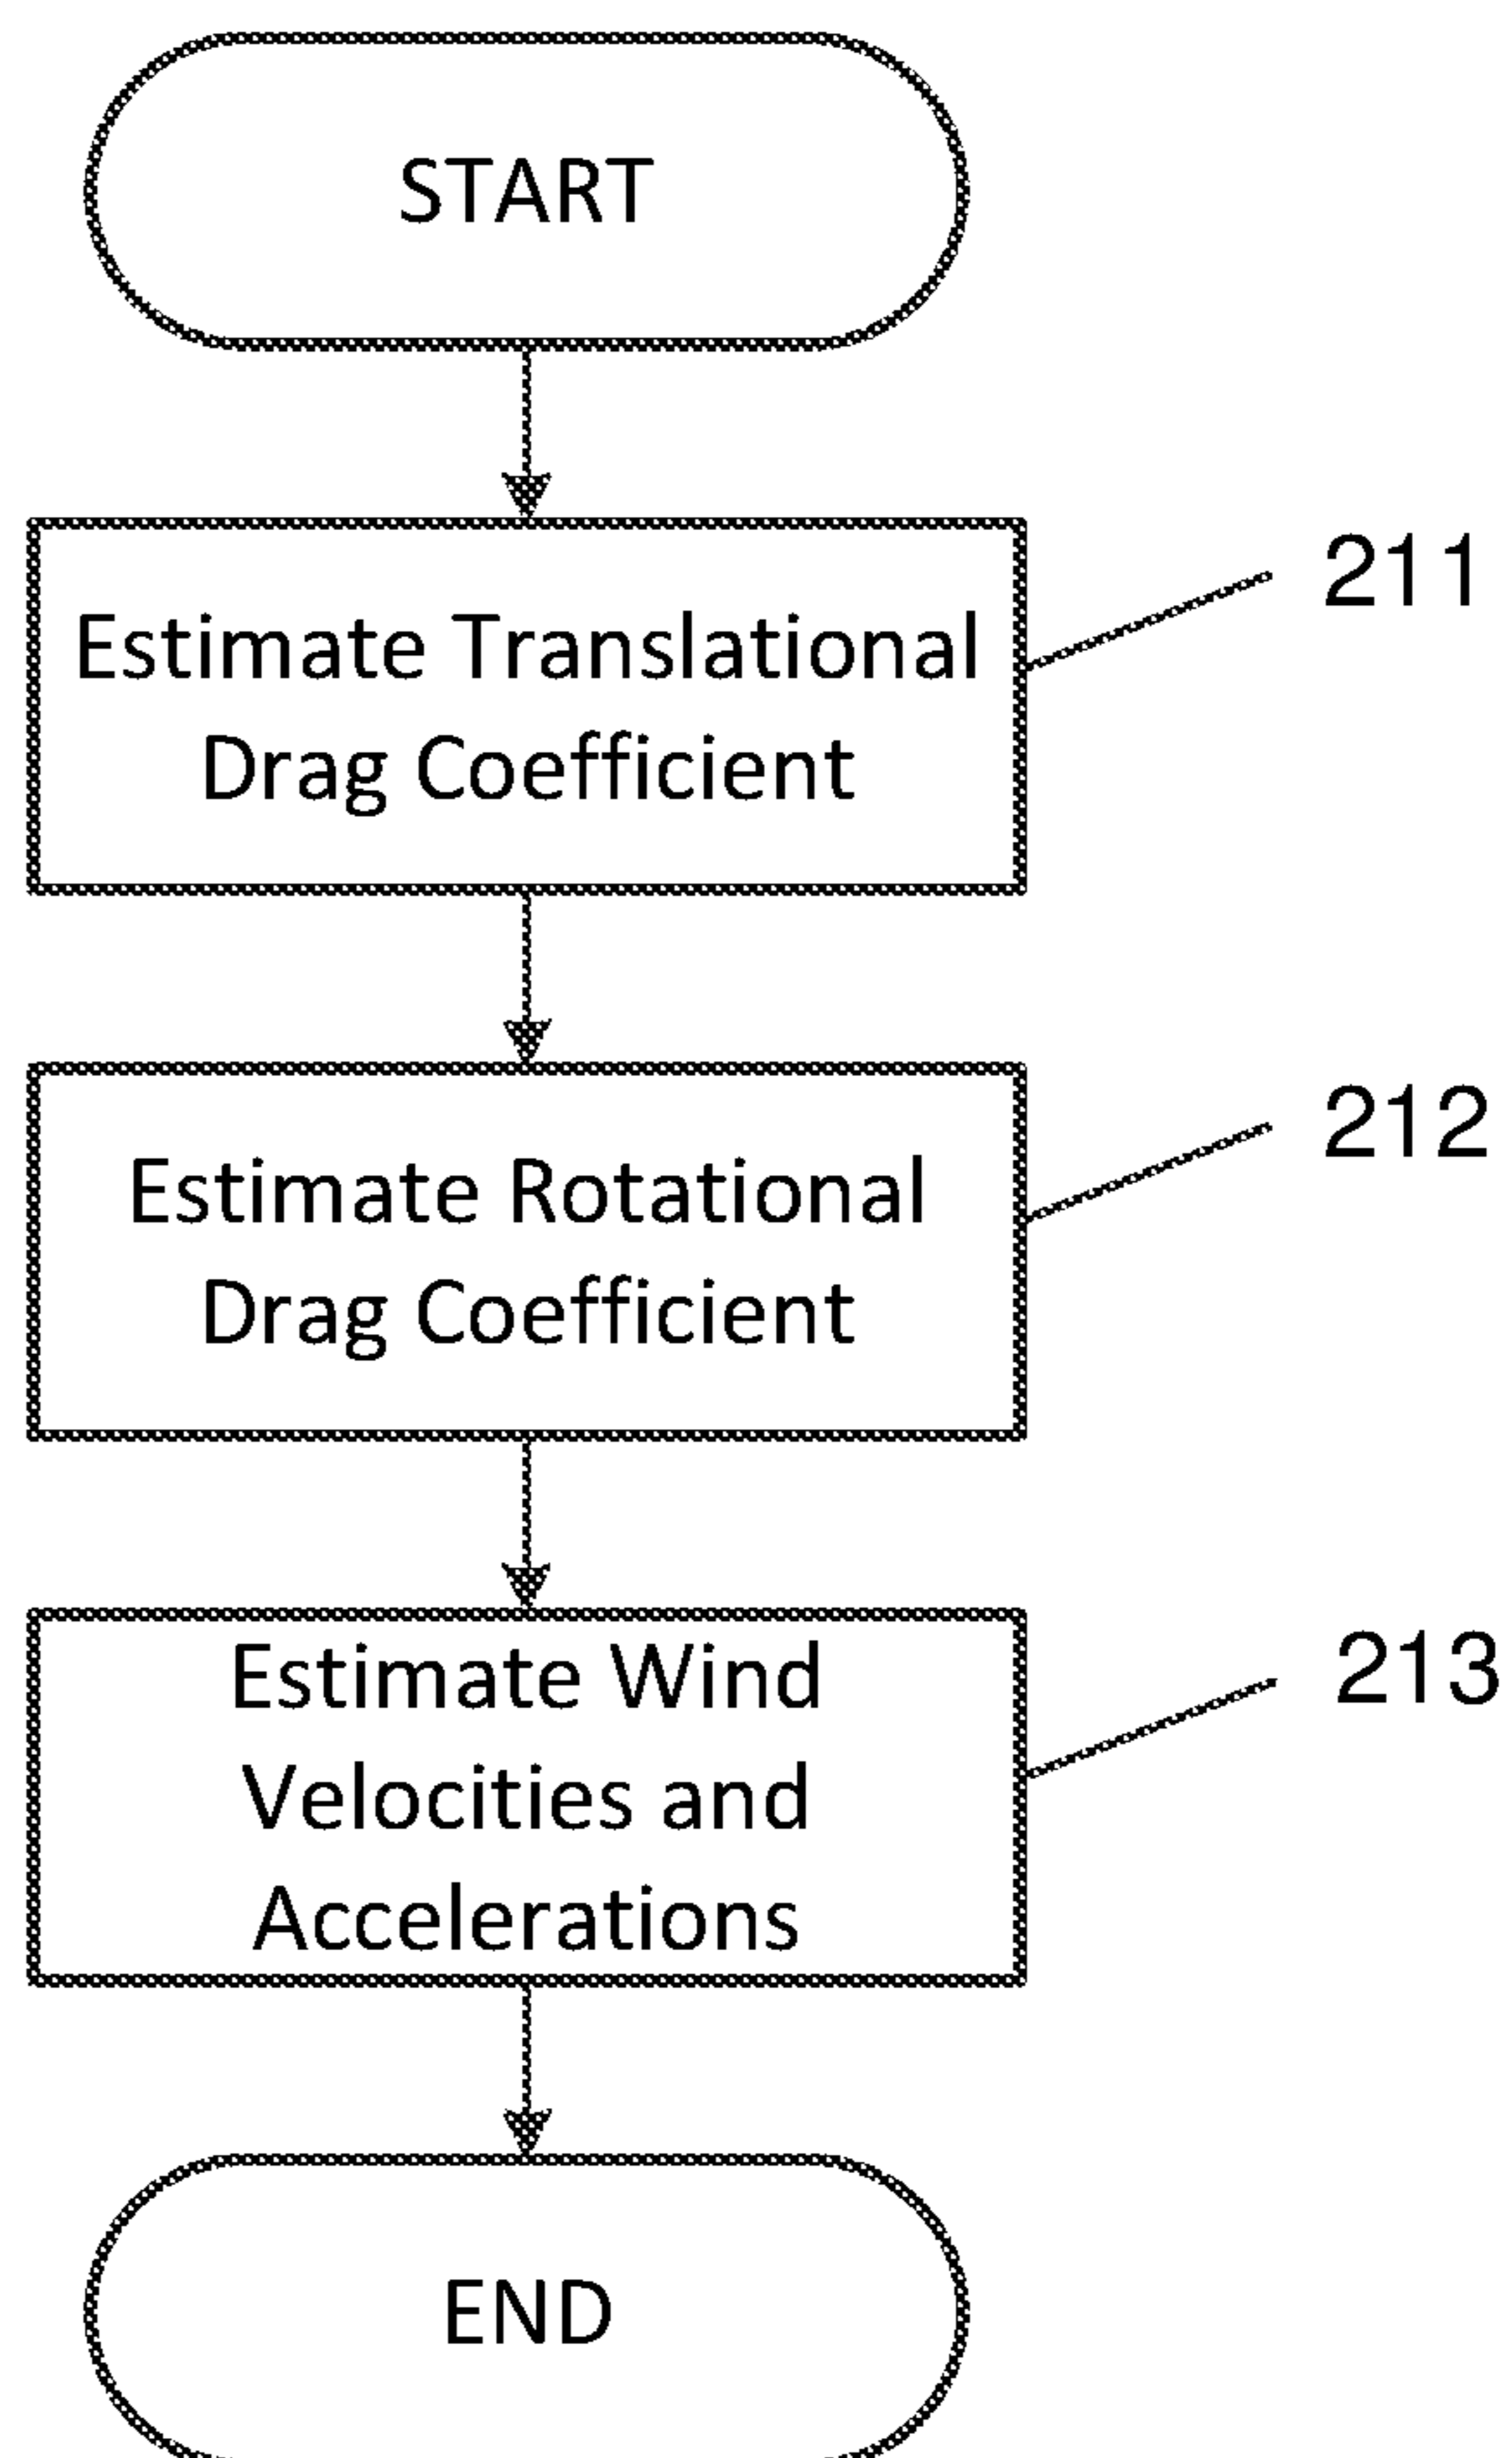 START
Estimate Translational
Drag Coefficient
211
Estimate Rotational
Drag Coefficient
212
Estimate Wind
Velocities and
Accelerations
213
END